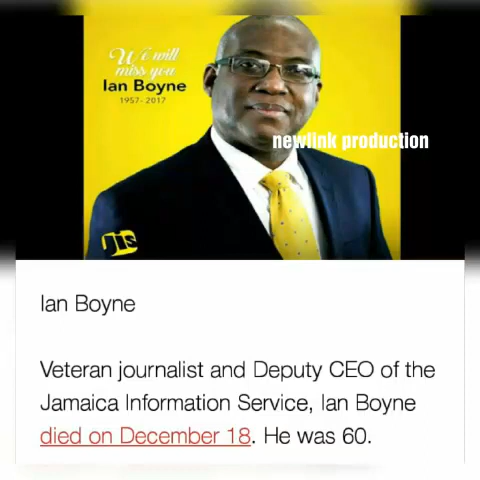 We will
miss you
Ian Boyne
1957-2017
newlink production
JIS
Ian Boyne
Veteran journalist and Deputy CEO of the
Jamaica Information Service, Ian Boyne
died on December 18. He was 60.